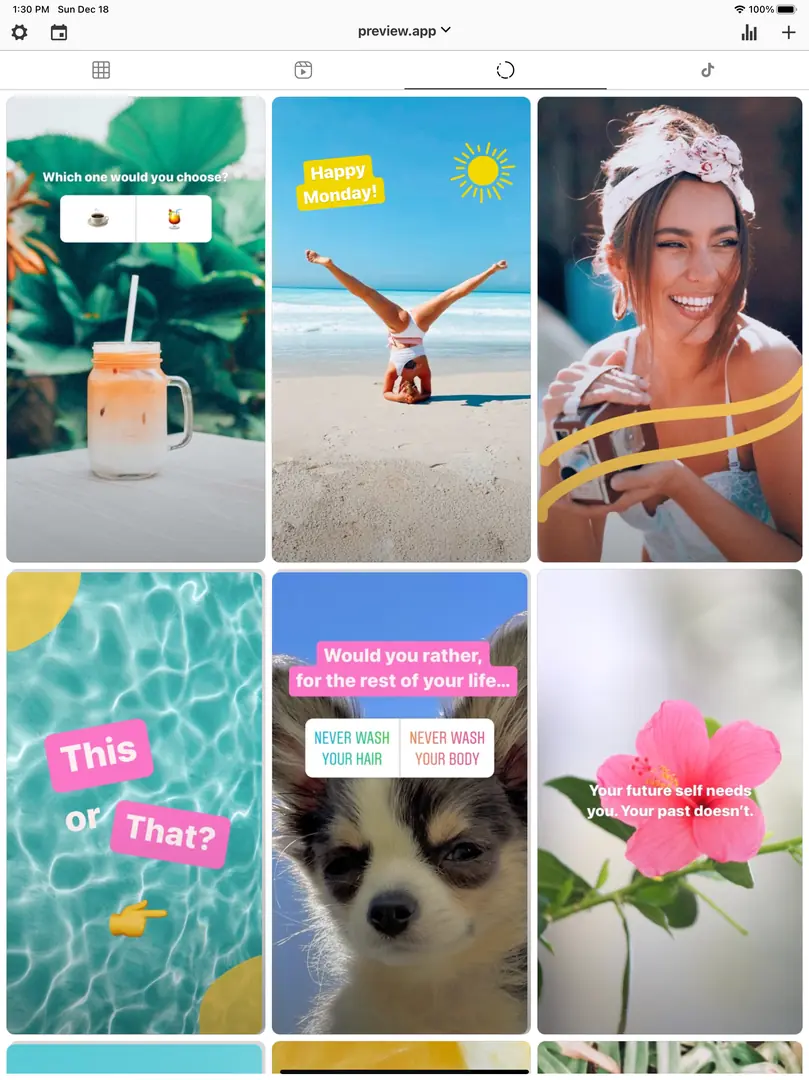 1:30 PM Sun Dec 18
100%
preview.app
Which one would you choose?
Happy
Monday!
This
or That?
Would you rather,
for the rest of your life...
NEVER WASH
YOUR HAIR
NEVER WASH
YOUR BODY
Your future self needs
you. Your past doesn't.